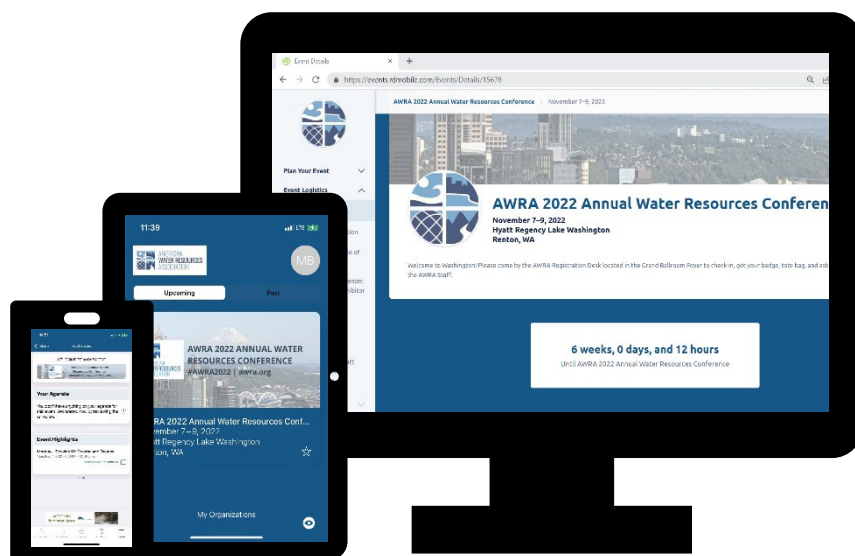 Event Details
https://events.rdmobile.com/Events/Details/15678
AWRA 2022 Annual Water Resources Conference | November 7-9, 2022
Plan Your Event
Event Logistics
AWRA 2022 Annual Water Resources Conferen
November 7–9, 2022
Hyatt Regency Lake Washington
Renton, WA
Welcome to Washington! Please come by the AWRA Registration Desk located in the Grand Ballroom Foyer to check-in, get your badge, tote bag, and ask
the AWRA Staff.
6 weeks, 0 days, and 12 hours
Until AWRA 2022 Annual Water Resources Conference
11:39
LTE
AMERICAN
WATER RESOURCES
ASSOCIATION
MB
Upcoming
Past
AWRA 2022 ANNUAL WATER
RESOURCES CONFERENCE
#AWRA2022 | awra.org
RA 2022 Annual Water Resources Conf...
vember 7–9, 2022
att Regency Lake Washington
ton, WA
My Organizations
Your Agenda
Event Highlights